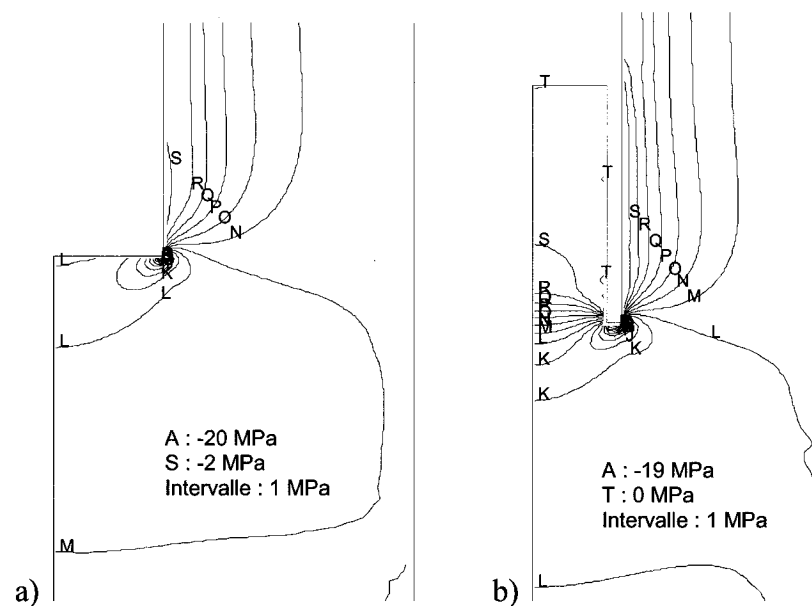 S
R
Q
P
O
N
L
K
L
L
A : -20 MPa
S : -2 MPa
Intervalle : 1 MPa
M
a)
T
T
S
R
Q
P
O
N
M
S
T
R
M
L
J
K
L
K
K
A : -19 MPa
T : 0 MPa
Intervalle : 1 MPa
L
b)